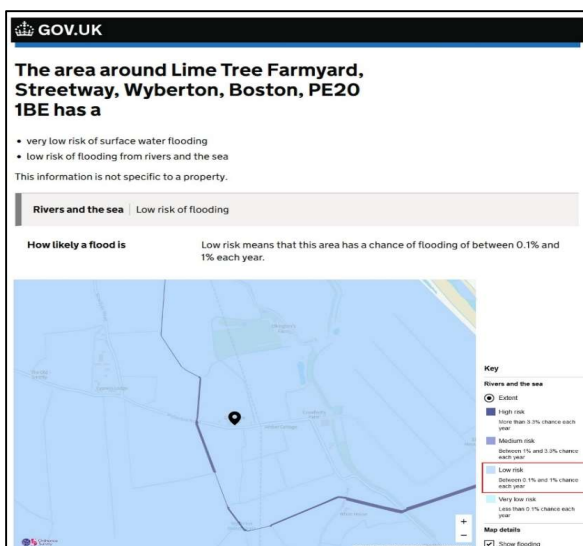 GOV.UK
The area around Lime Tree Farmyard,
Streetway, Wyberton, Boston, PE20
1BE has a
• very low risk of surface water flooding
• low risk of flooding from rivers and the sea
This information is not specific to a property.
Rivers and the sea | Low risk of flooding
How likely a flood is
Low risk means that this area has a chance of flooding of between 0.1% and
1% each year.
Key
Rivers and the sea
Extent
High risk
More than 3.3% chance each
year
Medium risk
Between 1% and 3.3% chance
each year
Low risk
Between 0.1% and 1% chance
each year
Very low risk
Less than 0.1% chance each
year
Map details
Show flooding
+
−
Ordnance
Survey